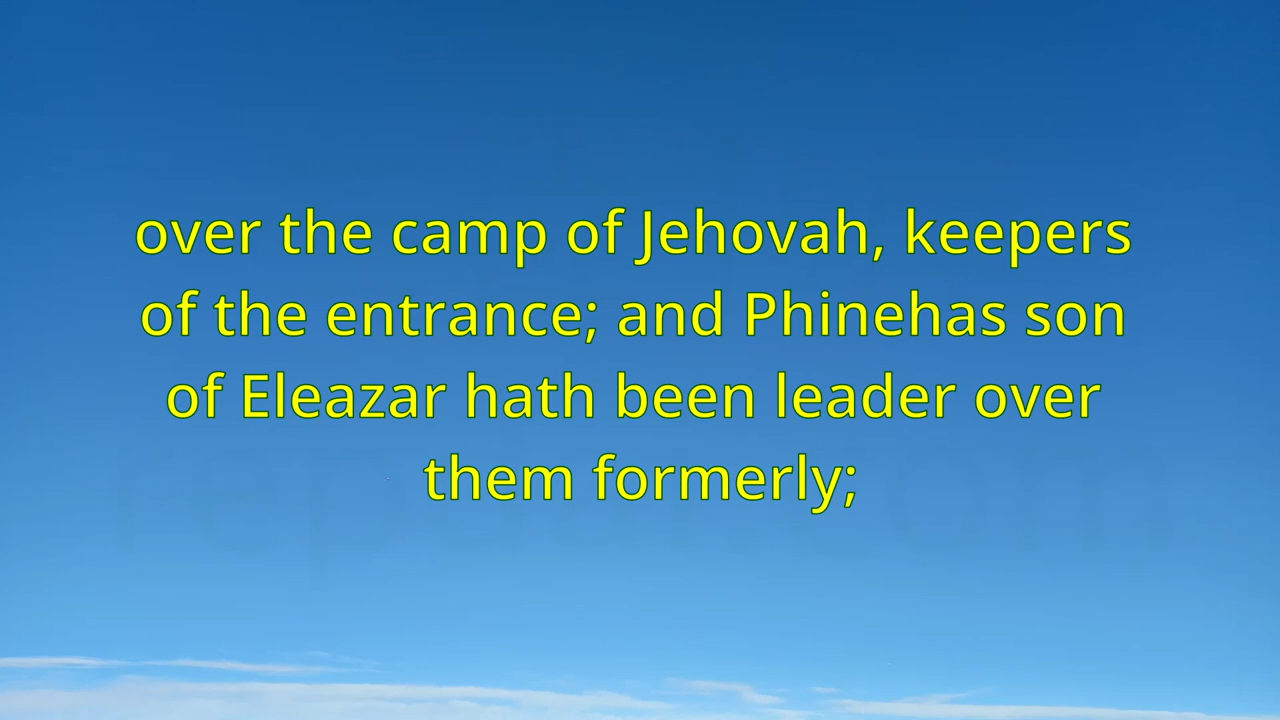 over the camp of Jehovah, keepers
of the entrance; and Phinehas son
of Eleazar hath been leader over
them formerly;